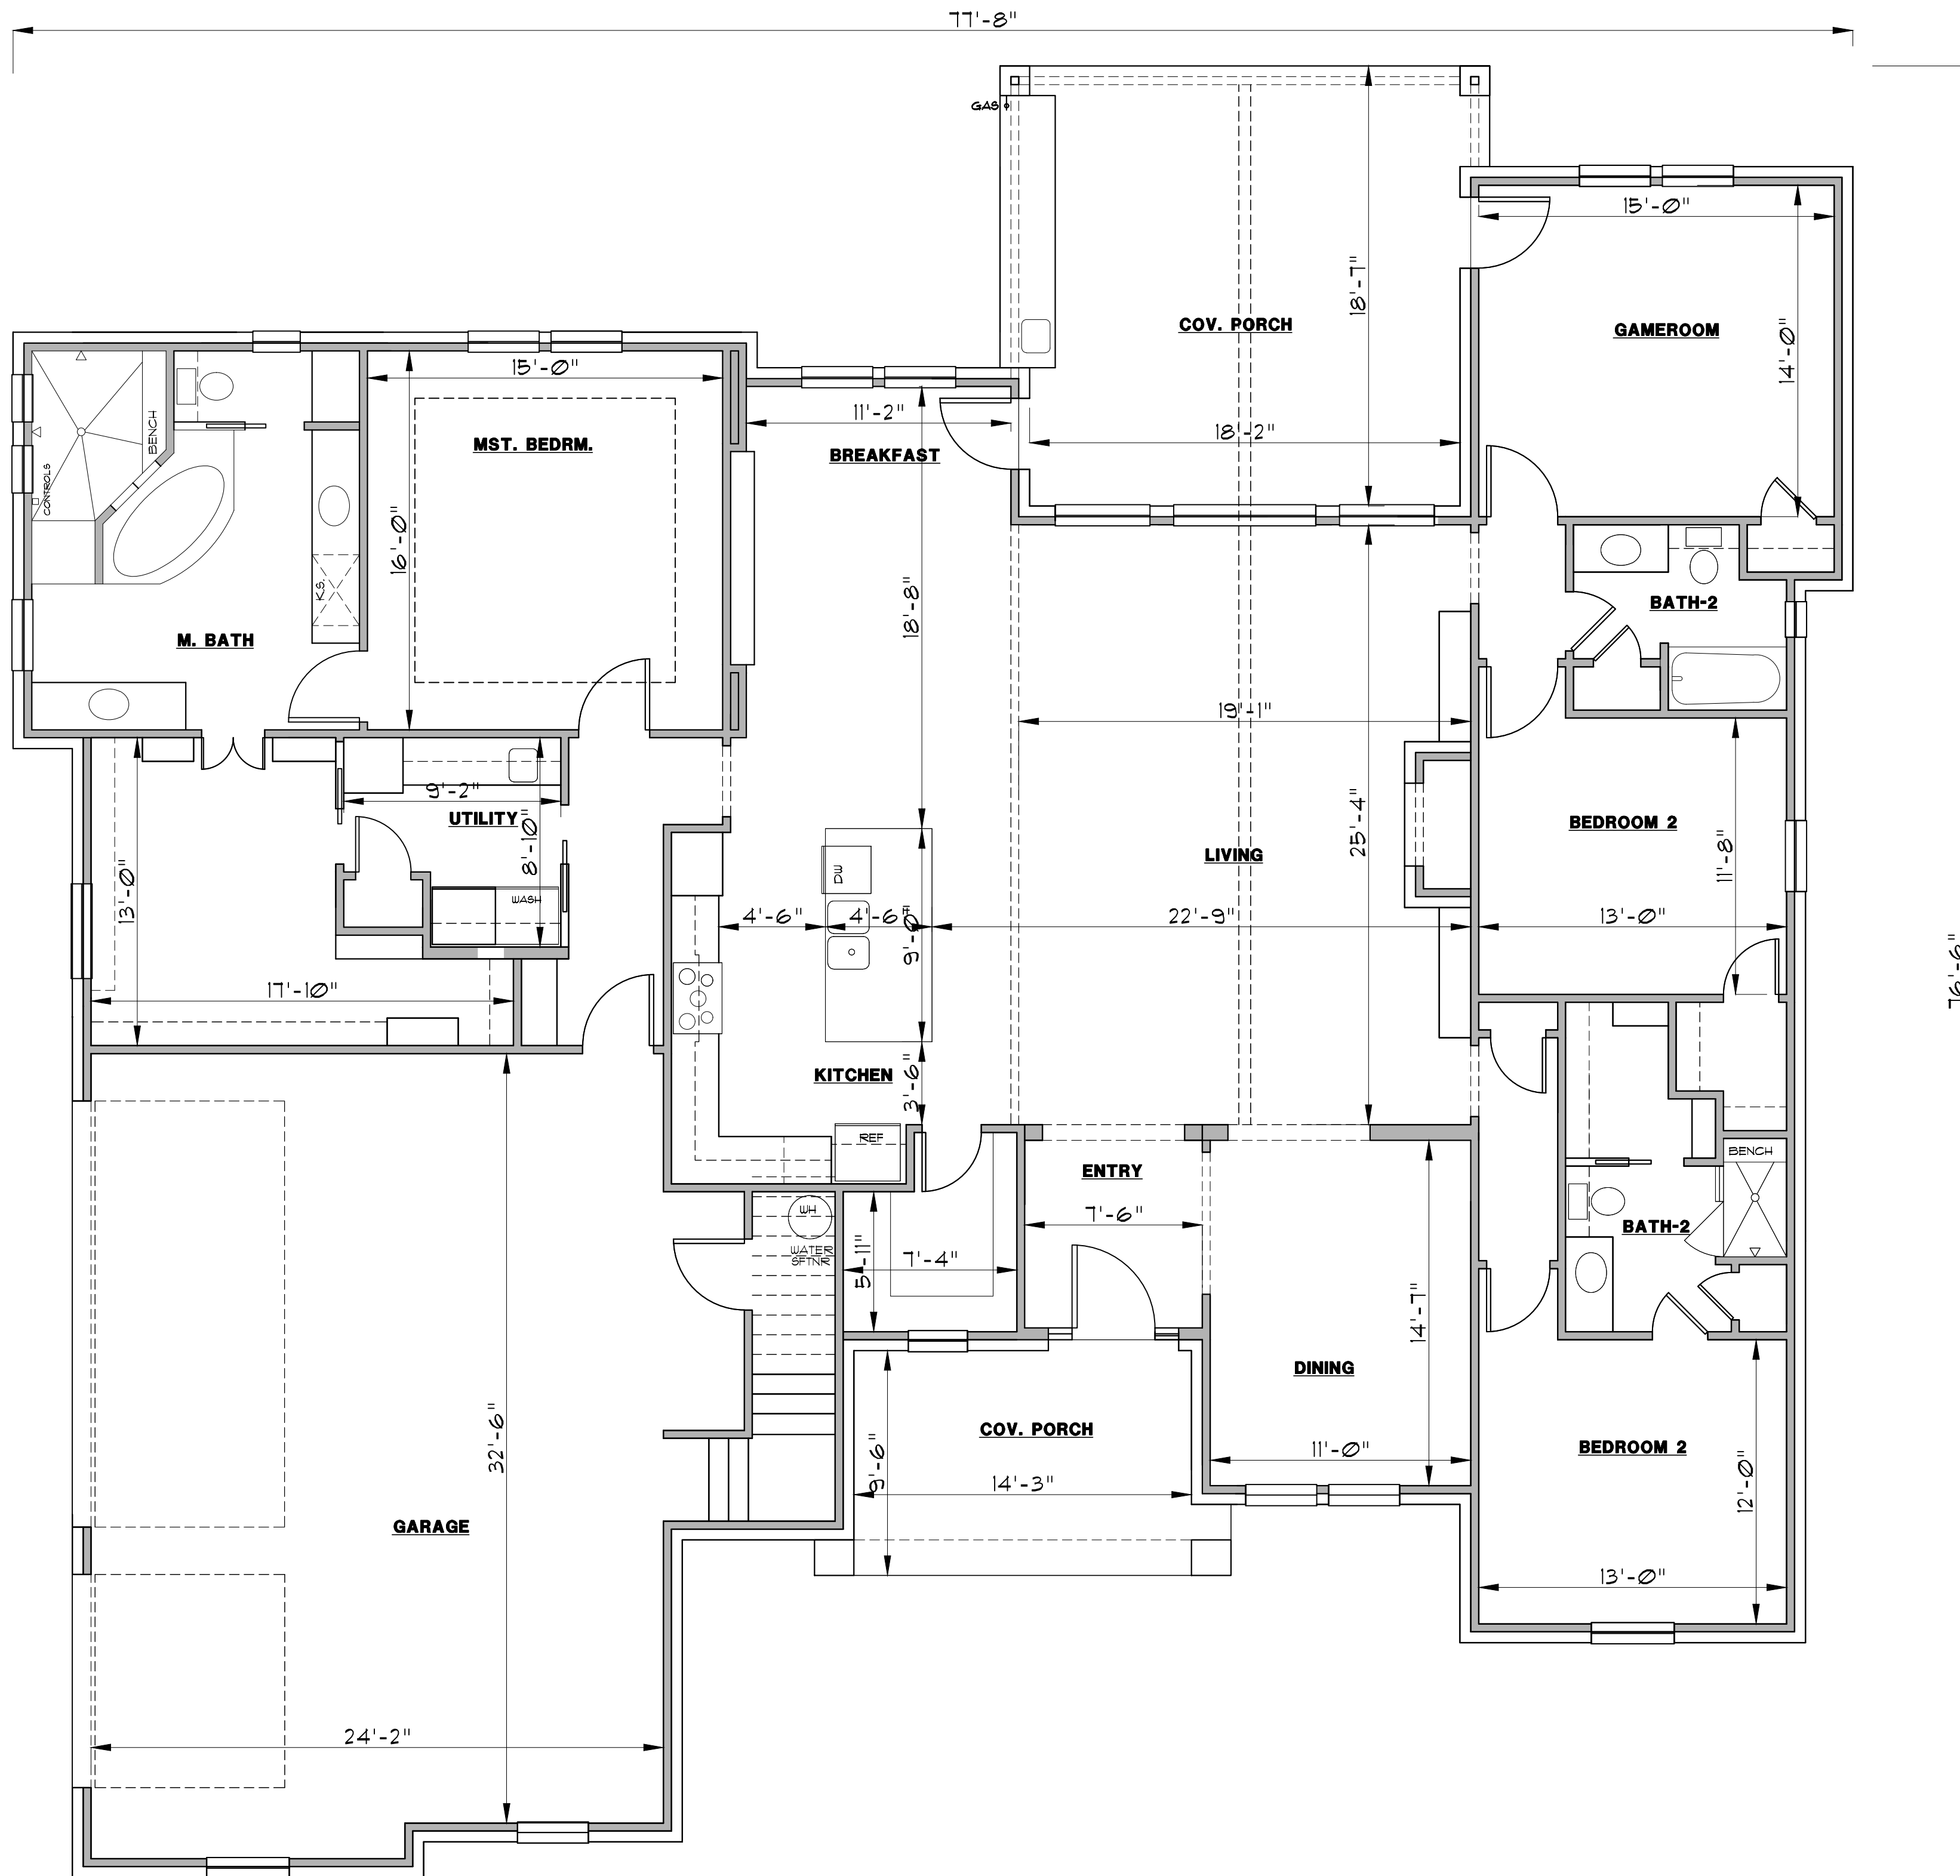 77'-8"
GAS
15'-0"
18'-7"
COV. PORCH
GAMEROOM
14'-0"
15'-0"
11'-2"
BENCH
MST. BEDRM.
18'-2"
BREAKFAST
CONTROLS
16'-0"
K.S.
18'-8"
BATH-2
M. BATH
19'-1"
9'-2"
UTILITY
8'-10"
25'-4"
BEDROOM 2
11'-8"
LIVING
DW
13'-0"
WASH
4'-6"
4'-6"
9'-0"
22'-9"
13'-0"
76'-6"
17'-10"
KITCHEN
3'-6"
REF
BENCH
ENTRY
WH
7'-6"
BATH-2
WATER
SFTNR
5'-11"
7'-4"
14'-7"
DINING
COV. PORCH
32'-6"
9'-6"
11'-0"
BEDROOM 2
14'-3"
12'-0"
GARAGE
13'-0"
24'-2"